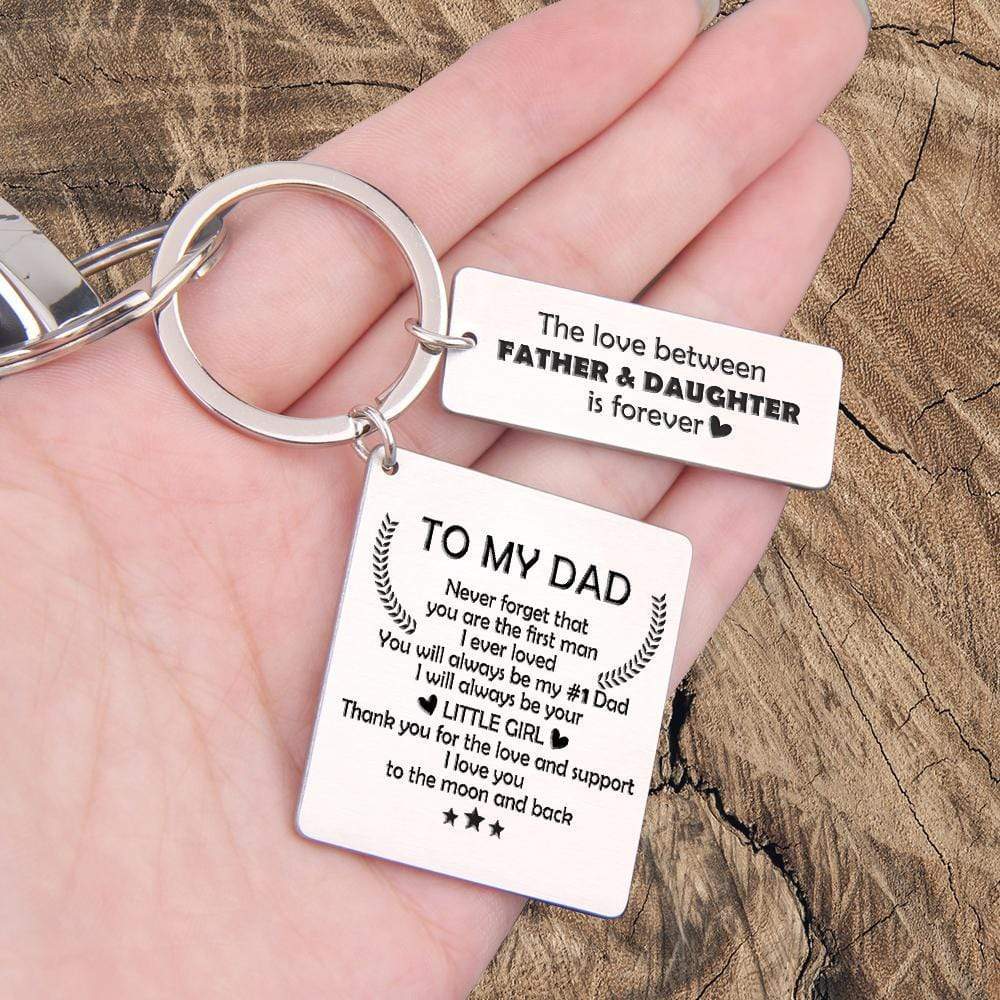 The love between
FATHER & DAUGHTER
is forever
TO MY DAD
Never forget that
you are the first man
I ever loved
You will always be my #1 Dad
I will always be your
LITTLE GIRL
Thank you for the love and support
I love you
to the moon and back